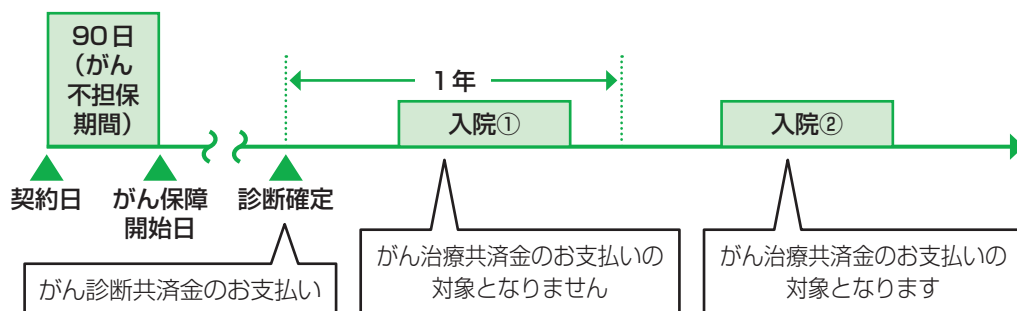 90日
（がん
不担保
期間）
1年
入院①
入院②
契約日
がん保障
開始日
診断確定
がん診断共済金のお支払い
がん治療共済金のお支払いの
対象となりません
がん治療共済金のお支払いの
対象となります